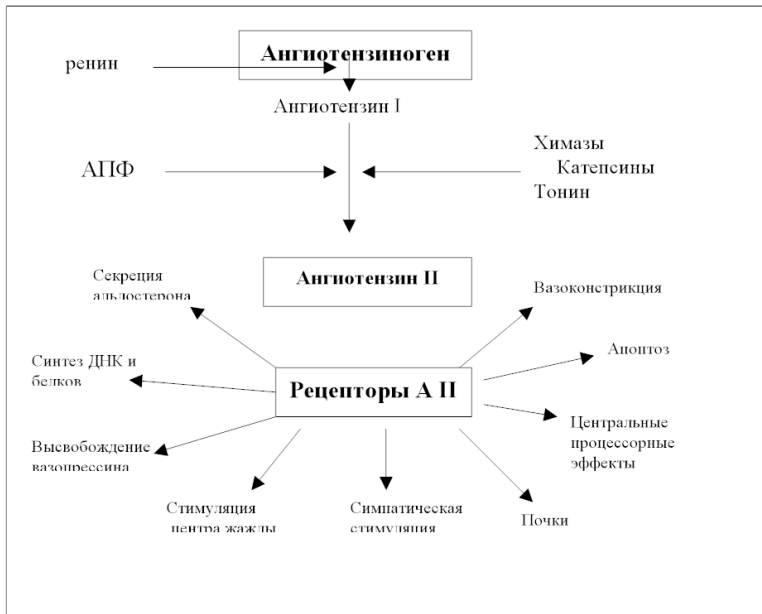 Ангиотензиноген
ренин
Ангиотензин I
АПФ
Химазы
Катепсины
Тонин
Ангиотензин II
Секреция
альдостерона
Вазоконстрикция
Синтез ДНК и
белков
Рецепторы А II
Апоптоз
Высвобождение
вазопрессина
Центральные
процессорные
эффекты
Стимуляция
центра жажды
Симпатическая
стимуляция
Почки